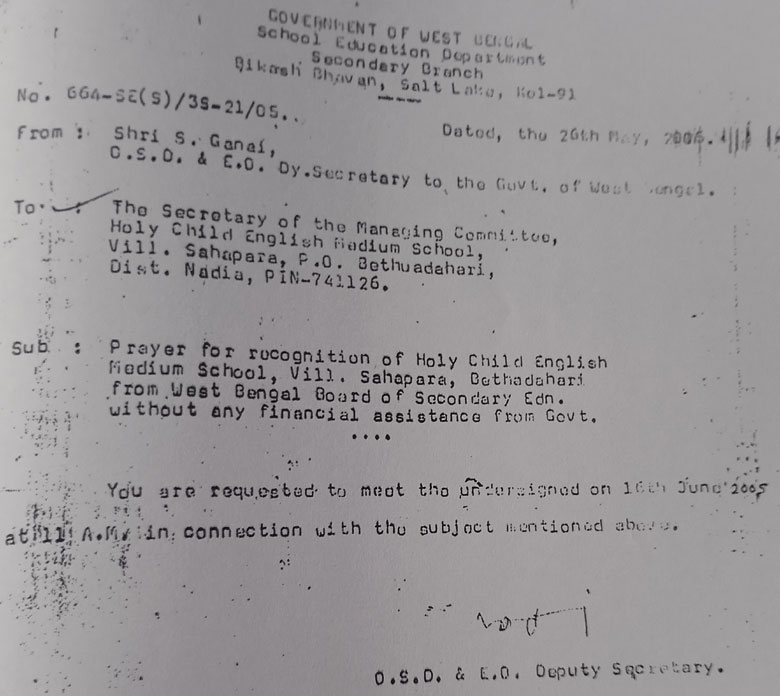 GOVERNMENT OF WEST BENGAL
School Education Department
Secondary Branch
Bikash Bhavan, Salt Lake, Kol-91
No. 664-SE(S)/3S-21/05..
Dated, the 26th May,
From : Shri S. Ganai,
O.S.D. & E.O. Dy.Secretary to the Govt. of West Bengal.
To : The Secretary of the Managing Committee,
Holy Child English Medium School,
Vill. Sahapara, P.O. Bethuadahari,
Dist. Nadia, PIN-741126.
Sub : Prayer for recognition of Holy Child English
Medium School, Vill. Sahapara, Bethadahari
from West Bengal Board of Secondary Edn.
without any financial assistance from Govt.
....
You are requested to meet the undersigned on 16th June'2005
at 11 A.M. in connection with the subject mentioned above.
O.S.D. & E.O. Deputy Secretary.